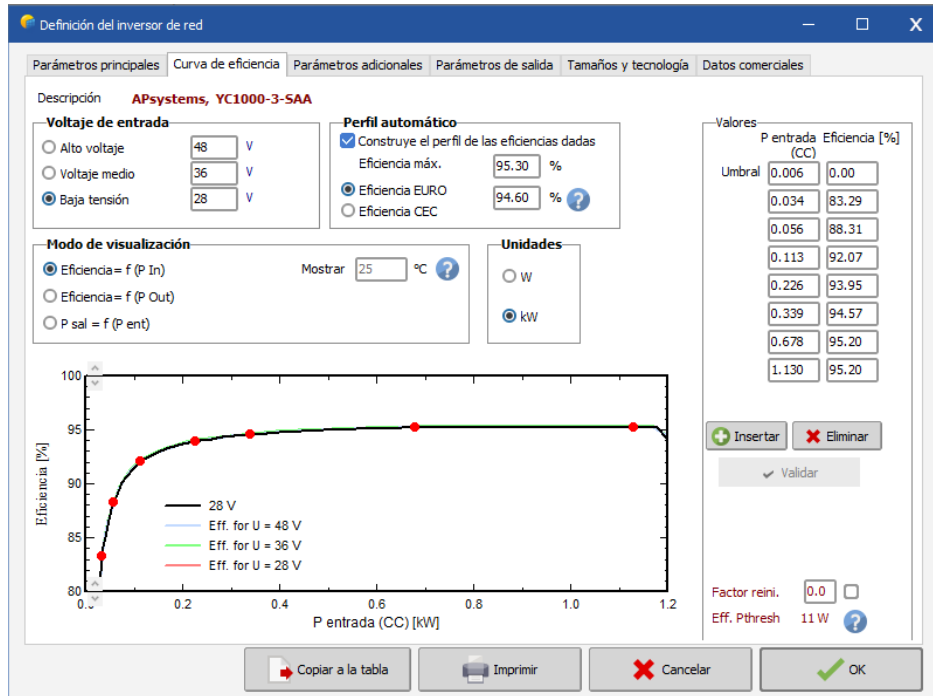 Definición del inversor de red
Parámetros principales Curva de eficiencia Parámetros adicionales Parámetros de salida Tamaños y tecnología Datos comerciales
Descripción APsystems, YC1000-3-SAA
Voltaje de entrada
Alto voltaje 48 V
Voltaje medio 36 V
Baja tensión 28 V
Perfil automático
Construye el perfil de las eficiencias dadas
Eficiencia máx. 95.30 %
Eficiencia EURO 94.60 % ?
Eficiencia CEC
Modo de visualización
Eficiencia= f (P In) Mostrar 25 ºC ?
Eficiencia= f (P Out)
P sal = f (P ent)
Unidades
W
kW
Valores
P entrada (CC) Eficiencia [%]
Umbral 0.006 0.00
0.034 83.29
0.056 88.31
0.113 92.07
0.226 93.95
0.339 94.57
0.678 95.20
1.130 95.20
Insertar Eliminar
Validar
Factor reini. 0.0
Eff. Pthresh 11 W ?
100
95
90
85
80
Eficiencia [%]
28 V
Eff. for U = 48 V
Eff. for U = 36 V
Eff. for U = 28 V
0.2 0.4 0.6 0.8 1.0 1.2
P entrada (CC) [kW]
Copiar a la tabla Imprimir Cancelar OK